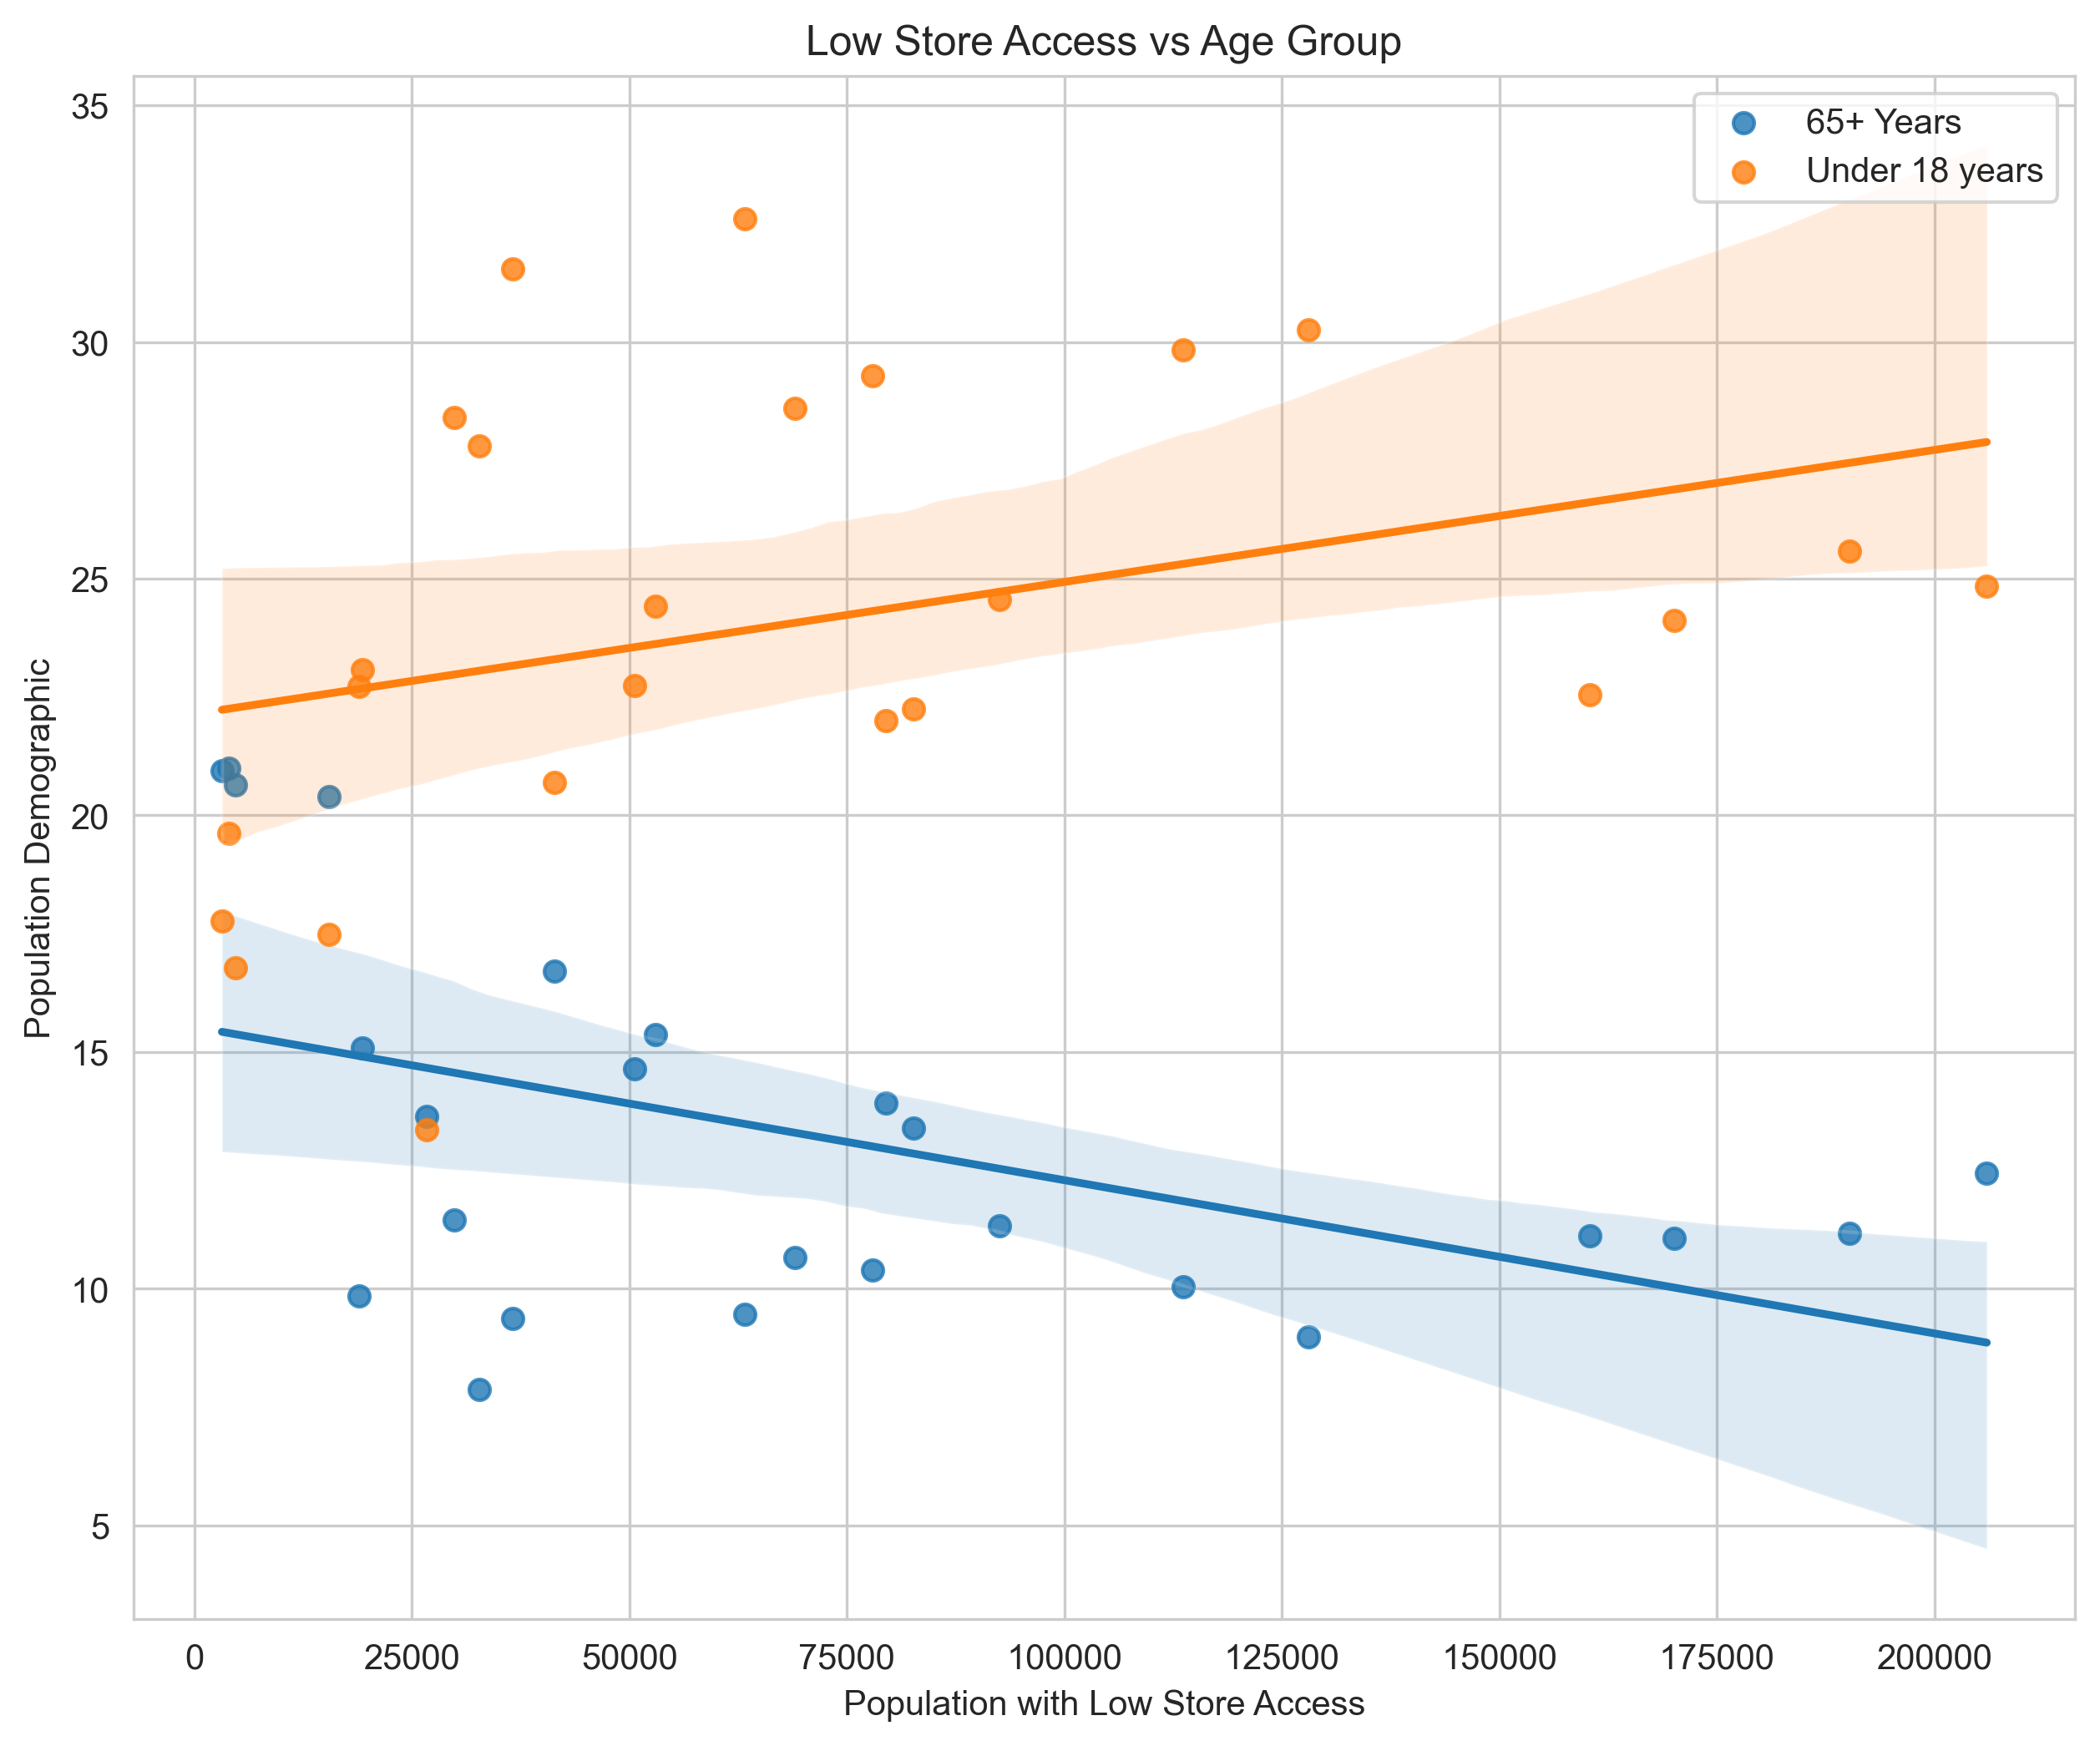 Low Store Access vs Age Group
65+ Years
Under 18 years
35
30
25
20
15
10
5
Population Demographic
0 25000 50000 75000 100000 125000 150000 175000 200000
Population with Low Store Access